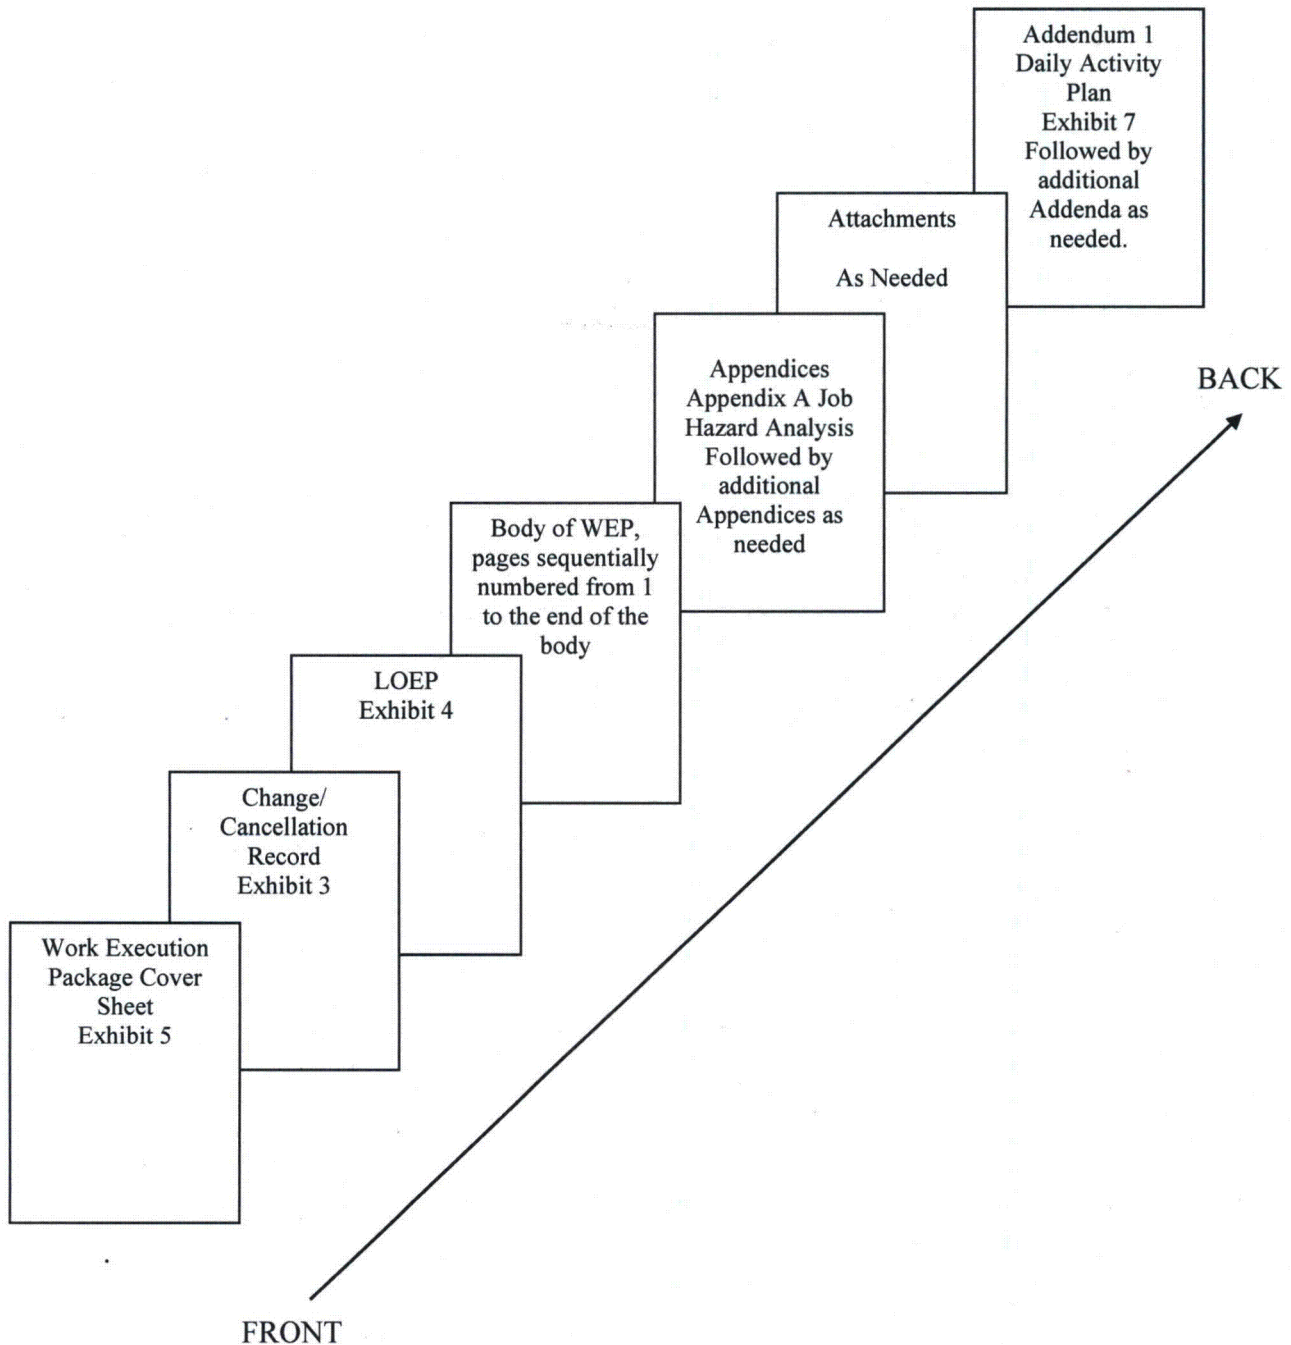 Addendum 1
Daily Activity
Plan
Exhibit 7
Followed by
additional
Addenda as
needed.
Attachments
As Needed
BACK
Appendices
Appendix A Job
Hazard Analysis
Followed by
additional
Appendices as
needed
Body of WEP,
pages sequentially
numbered from 1
to the end of the
body
LOEP
Exhibit 4
Change/
Cancellation
Record
Exhibit 3
Work Execution
Package Cover
Sheet
Exhibit 5
FRONT